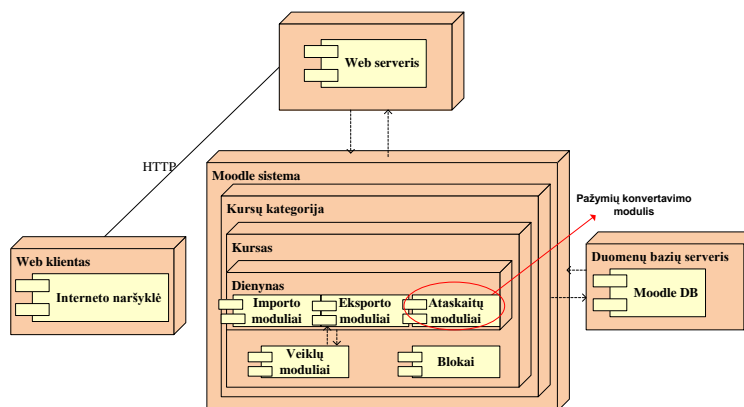 Web serveris
HTTP
Moodle sistema
Kursų kategorija
Pažymių konvertavimo
modulis
Kursas
Web klientas
Interneto naršyklė
Duomenų bazių serveris
Moodle DB
Dienynas
Importo
moduliai
Eksporto
moduliai
Ataskaitų
moduliai
Veiklų
moduliai
Blokai